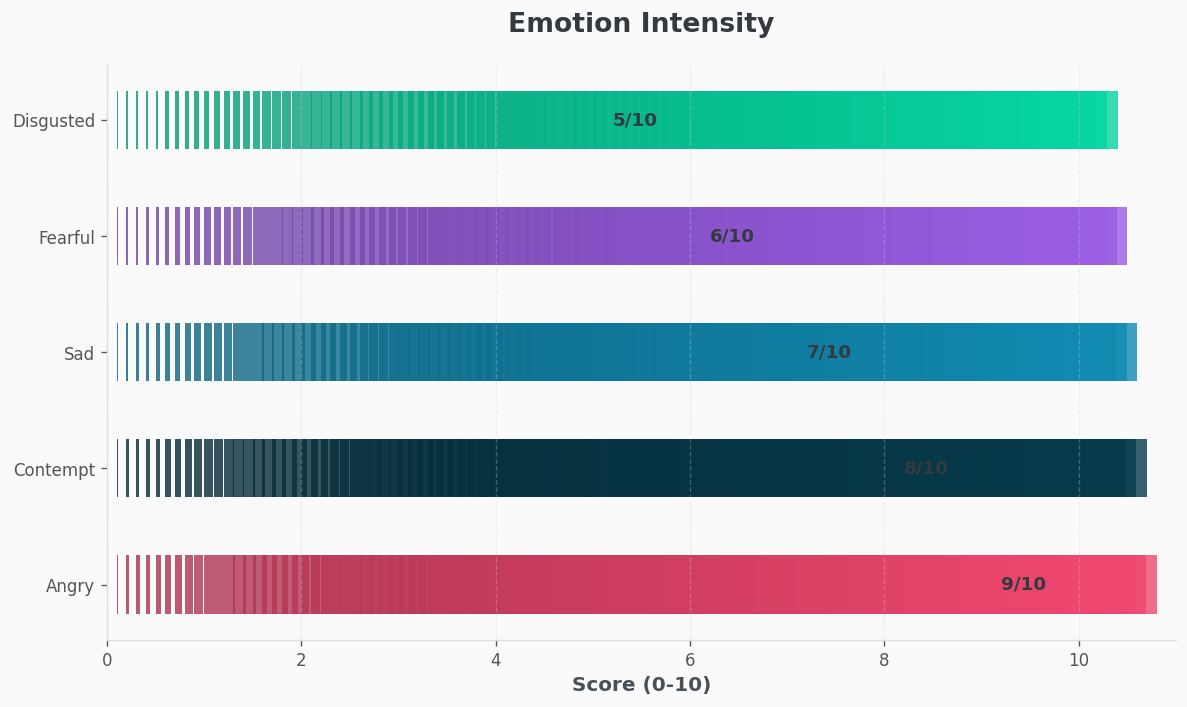 Emotion Intensity
Disgusted
5/10
Fearful
6/10
Sad
7/10
Contempt
8/10
Angry
9/10
0 2 4 6 8 10
Score (0-10)